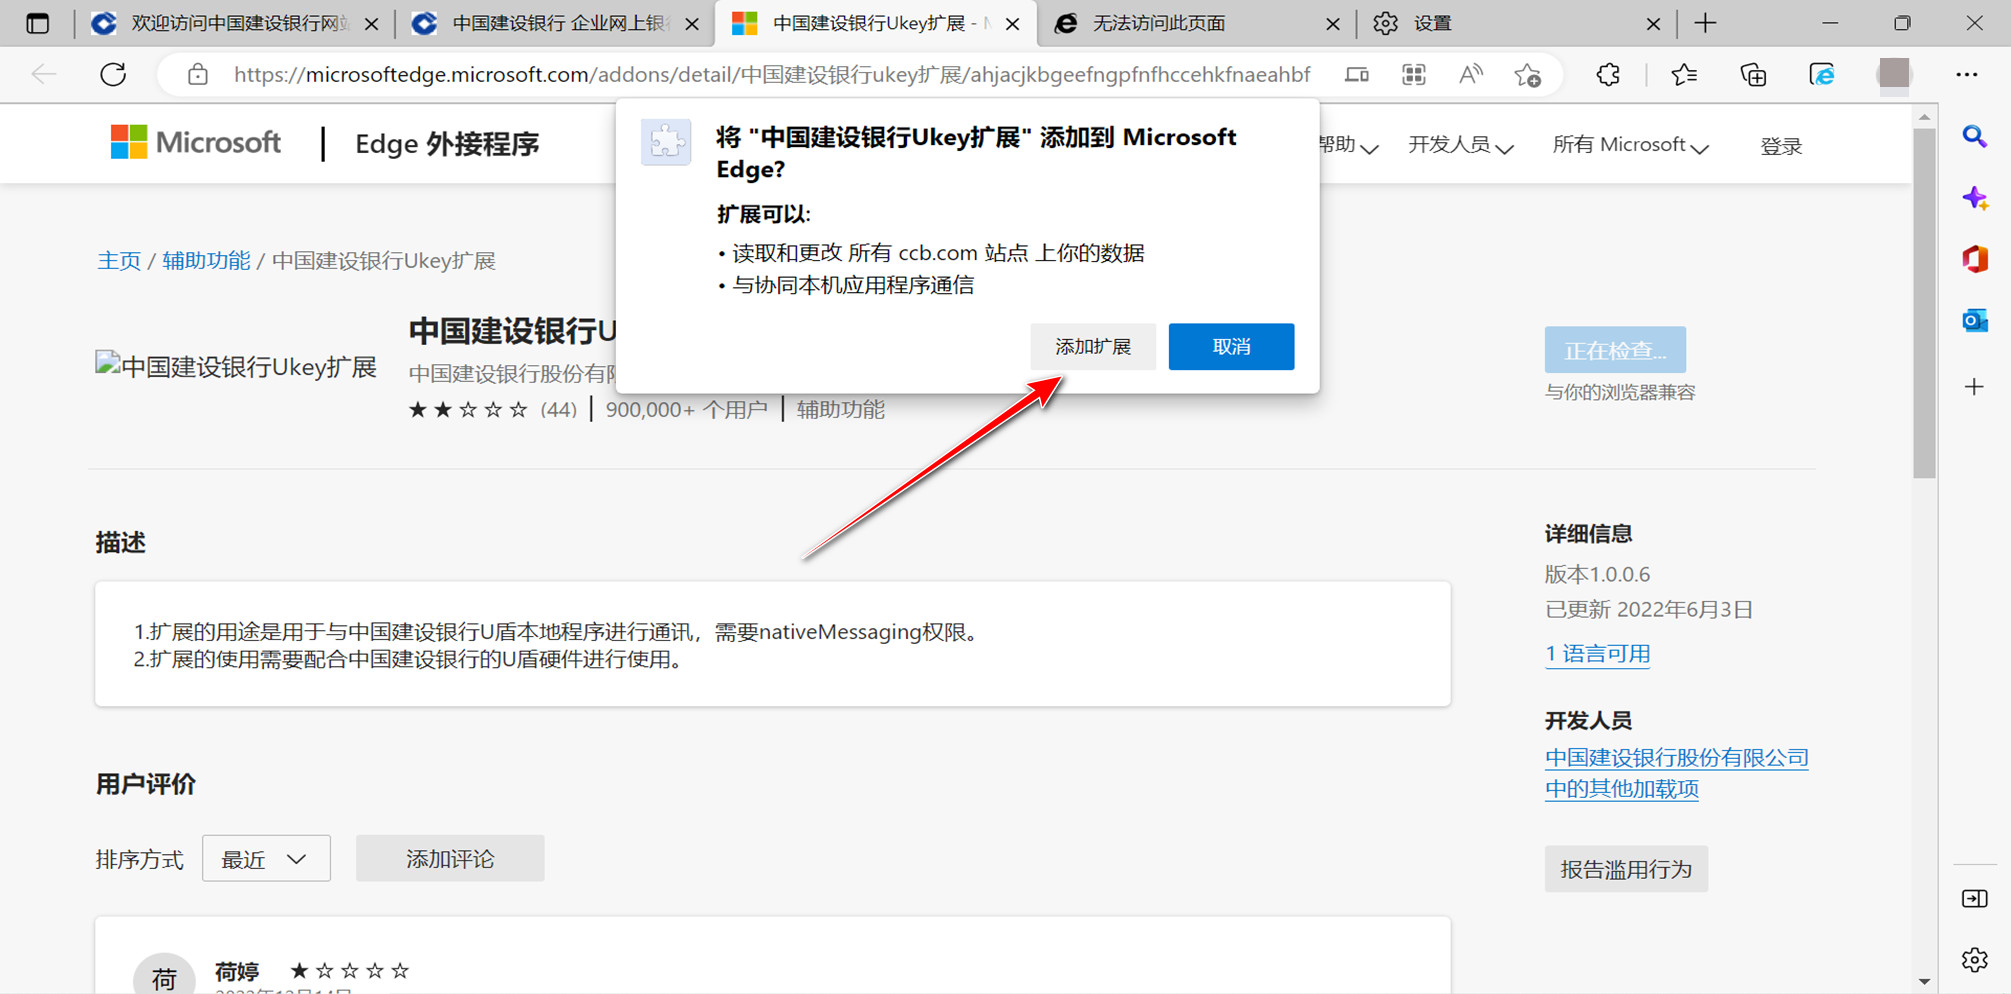 欢迎访问中国建设银行网站
中国建设银行 企业网上银行
中国建设银行Ukey扩展 -
无法访问此页面
设置
https://microsoftedge.microsoft.com/addons/detail/中国建设银行ukey扩展/ahjacjkbgeefngpfnfhccehkfnaeahbf
Microsoft
Edge 外接程序
帮助
开发人员
所有 Microsoft
登录
将 "中国建设银行Ukey扩展" 添加到 Microsoft
Edge?
扩展可以:
• 读取和更改 所有 ccb.com 站点 上你的数据
• 与协同本机应用程序通信
添加扩展
取消
主页 / 辅助功能 / 中国建设银行Ukey扩展
中国建设银行Ukey扩展
中国建设银行U
中国建设银行股份有限
★ ★ ☆ ☆ ☆ (44) | 900,000+ 个用户 | 辅助功能
正在检查...
与你的浏览器兼容
描述
1.扩展的用途是用于与中国建设银行U盾本地程序进行通讯，需要nativeMessaging权限。
2.扩展的使用需要配合中国建设银行的U盾硬件进行使用。
详细信息
版本1.0.0.6
已更新 2022年6月3日
1 语言可用
开发人员
中国建设银行股份有限公司
中的其他加载项
报告滥用行为
用户评价
排序方式
最近
添加评论
荷
荷婷 ★ ☆ ☆ ☆ ☆